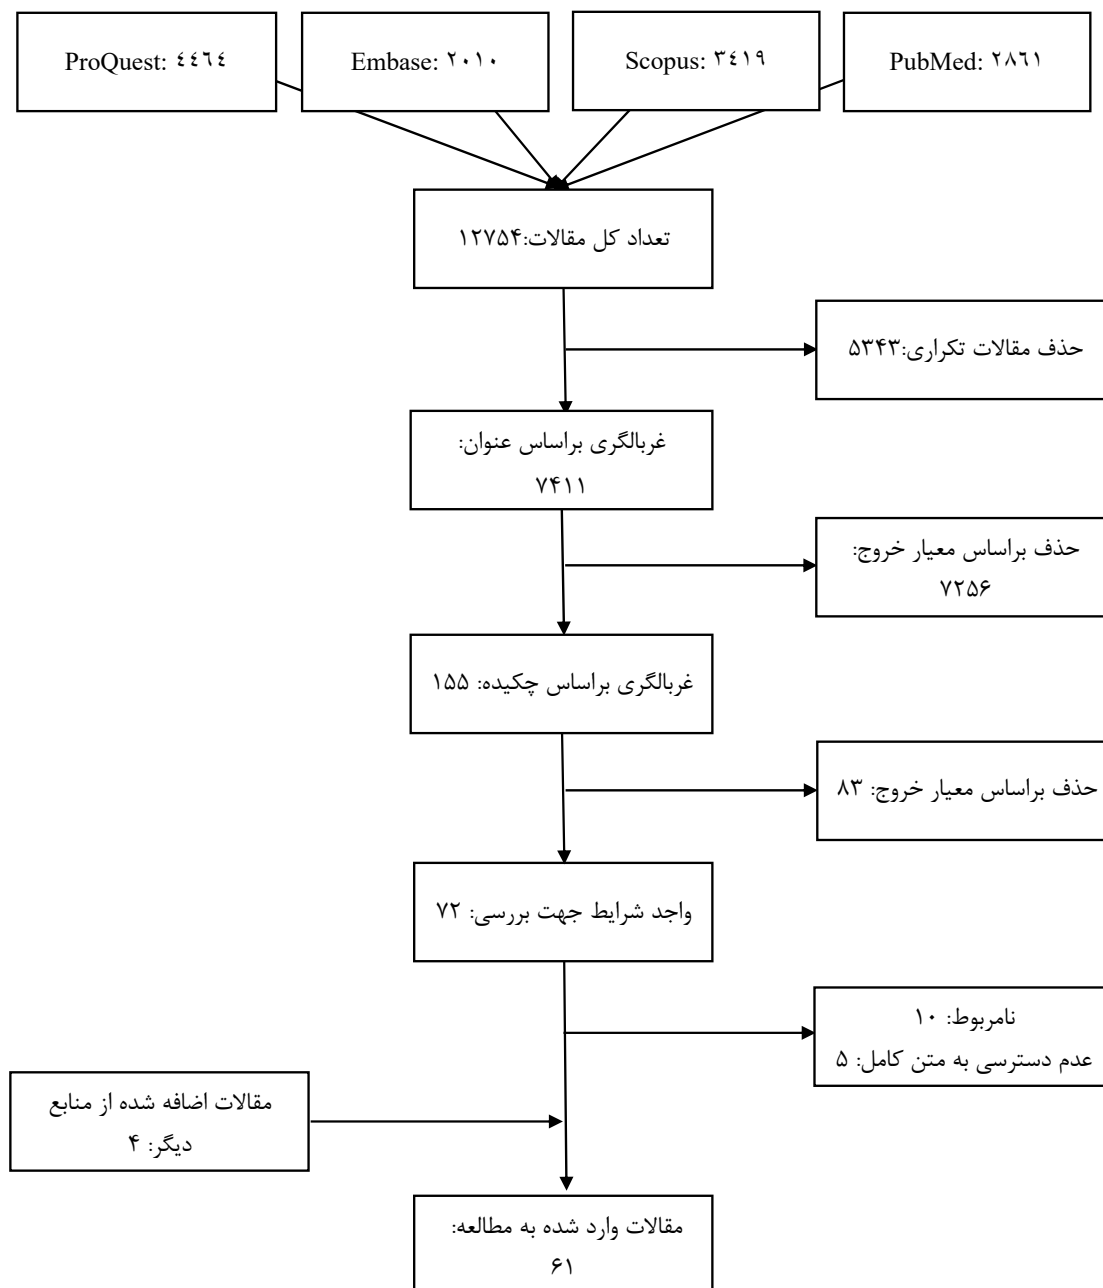 ProQuest: ٤٤٦٤
Embase: ٢٠١٠
Scopus: ٣٤١٩
PubMed: ٢٨٦١
تعداد کل مقالات:۱۲۷۵۴
حذف مقالات تکراری:۵۳۴۳
غربالگری براساس عنوان:
۷۴۱۱
حذف براساس معیار خروج:
۷۲۵۶
غربالگری براساس چکیده: ۱۵۵
حذف براساس معیار خروج: ۸۳
واجد شرایط جهت بررسی: ۷۲
نامربوط: ۱۰
عدم دسترسی به متن کامل: ۵
مقالات اضافه شده از منابع
دیگر: ۴
مقالات وارد شده به مطالعه:
۶۱